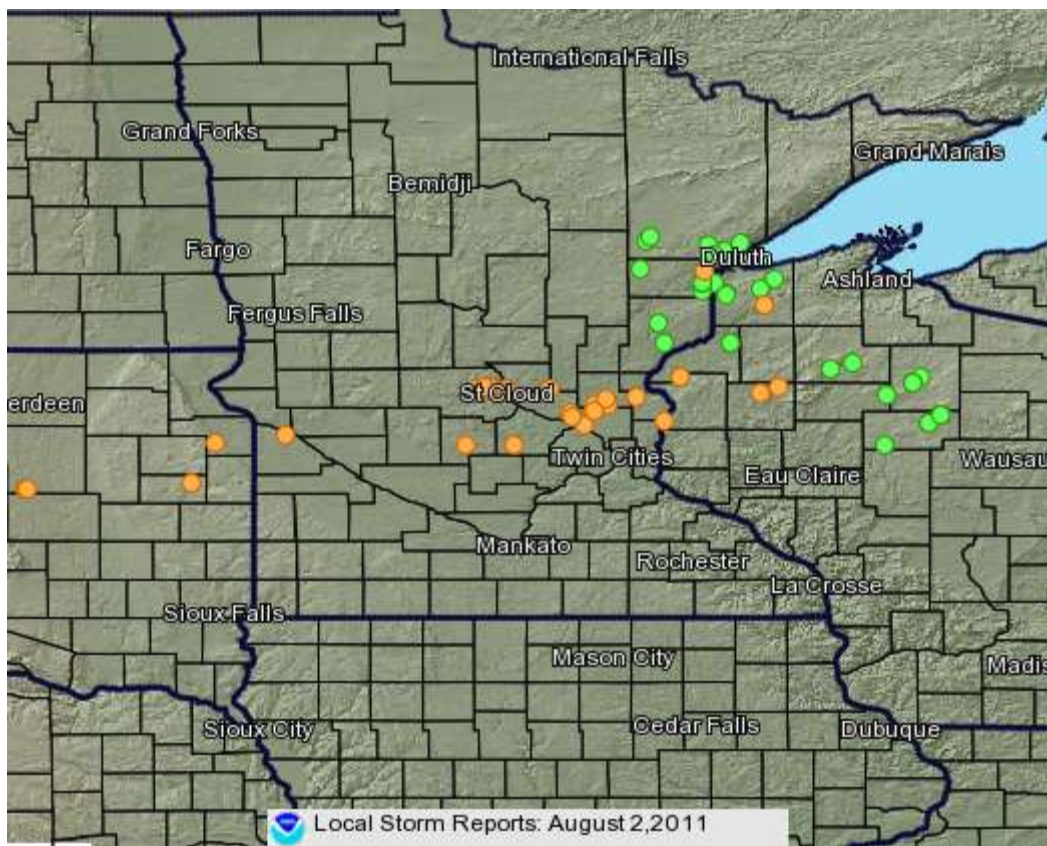 International Falls
Grand Forks
Grand Marais
Bemidji
Fargo
Duluth
Ashland
Fergus Falls
St Cloud
erdeen
Twin Cities
Wausau
Eau Claire
Mankato
Rochester
La Crosse
Sioux Falls
Mason City
Madis
Cedar Falls
Sioux City
Dubuque
Local Storm Reports: August 2,2011